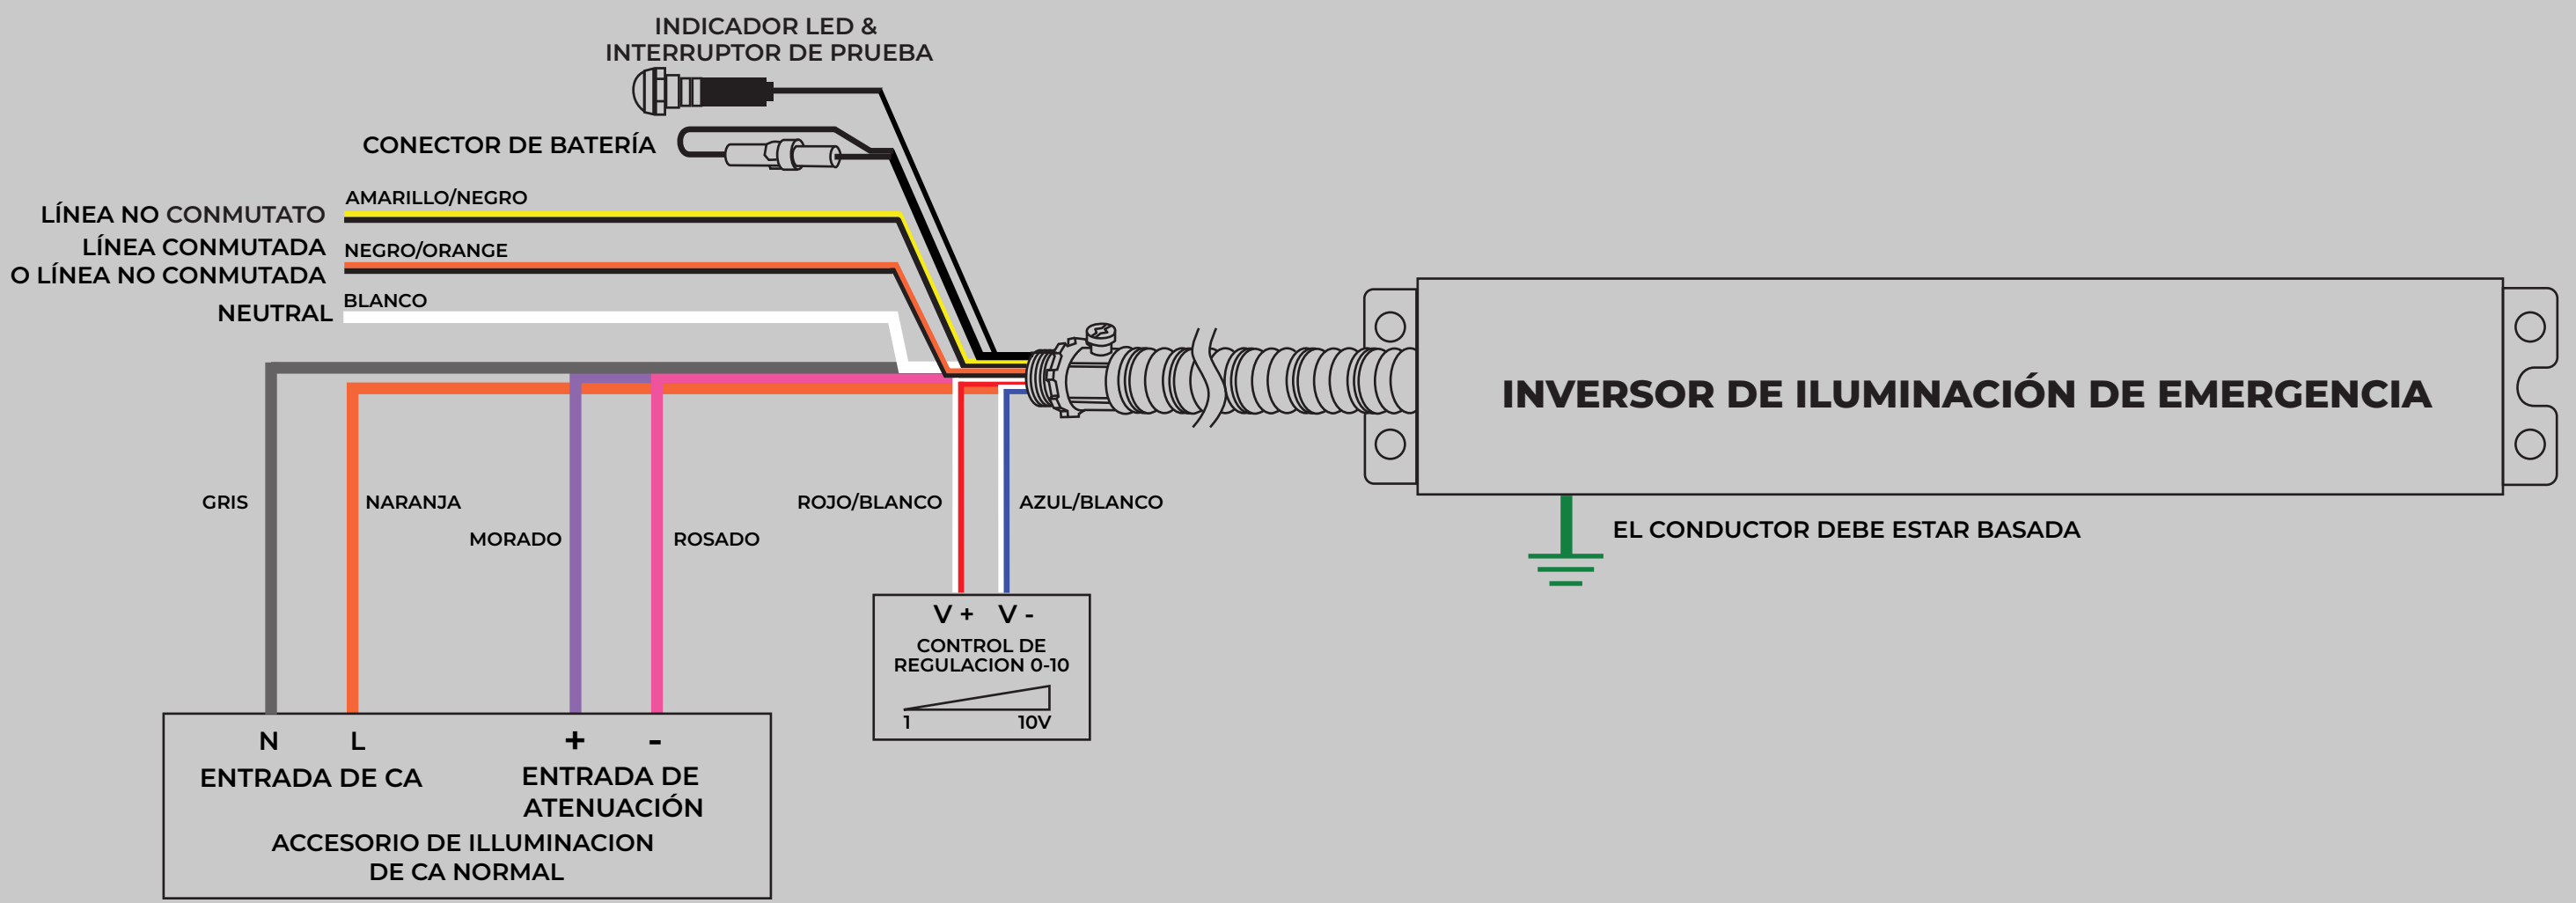 INDICADOR LED &
INTERRUPTOR DE PRUEBA
CONECTOR DE BATERÍA
AMARILLO/NEGRO
LÍNEA NO CONMUTATO
LÍNEA CONMUTADA
O LÍNEA NO CONMUTADA
NEGRO/ORANGE
BLANCO
NEUTRAL
INVERSOR DE ILUMINACIÓN DE EMERGENCIA
GRIS
NARANJA
MORADO
ROSADO
ROJO/BLANCO
AZUL/BLANCO
EL CONDUCTOR DEBE ESTAR BASADA
V + V -
CONTROL DE
REGULACION 0-10
1 10V
N L + -
ENTRADA DE CA
ENTRADA DE
ATENUACIÓN
ACCESORIO DE ILLUMINACION
DE CA NORMAL